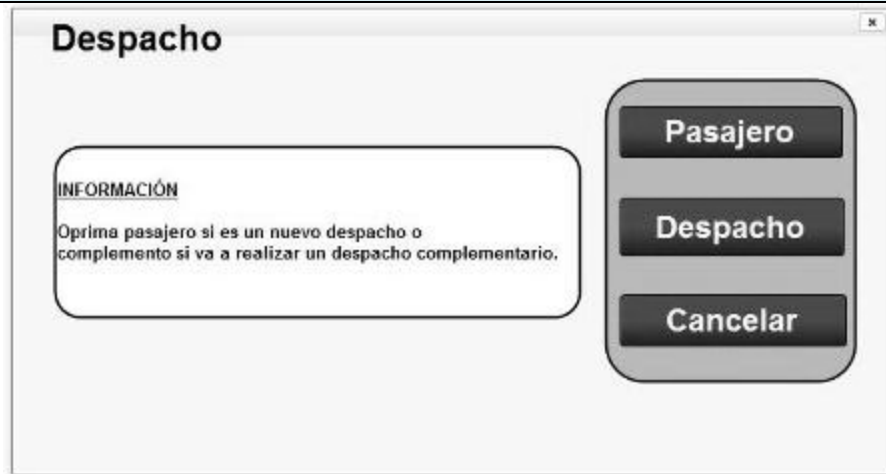 Despacho
INFORMACIÓN
Oprima pasajero si es un nuevo despacho o
complemento si va a realizar un despacho complementario.
Pasajero
Despacho
Cancelar